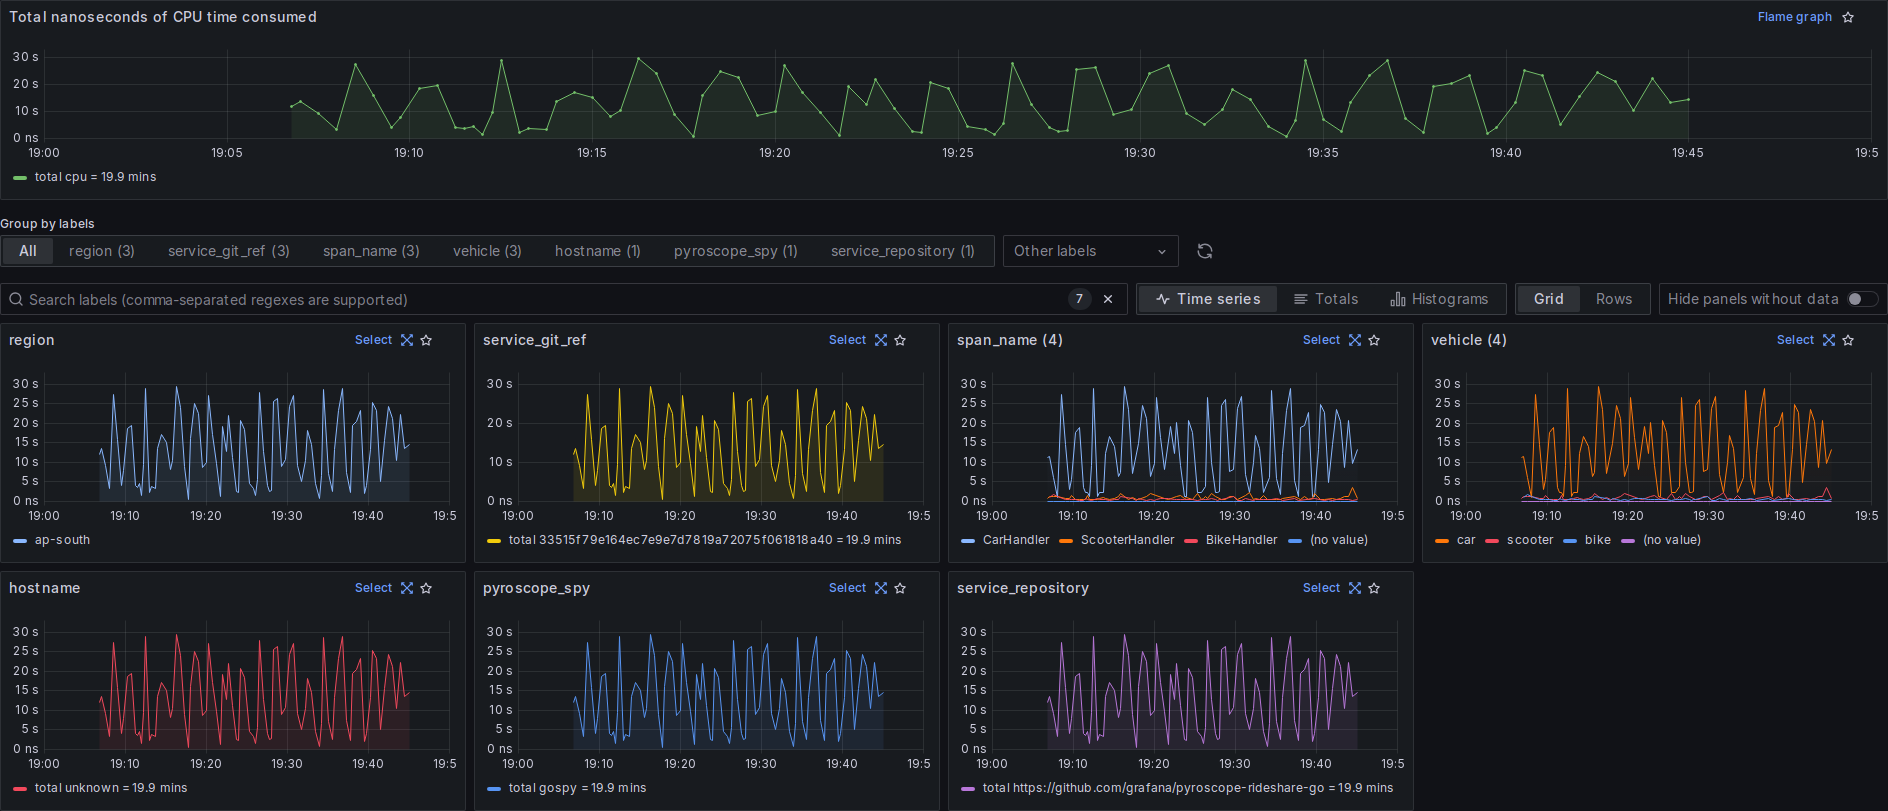 Total nanoseconds of CPU time consumed
Flame graph
30 s
20 s
10 s
0 ns
19:00 19:05 19:10 19:15 19:20 19:25 19:30 19:35 19:40 19:45 19:5
total cpu = 19.9 mins
Group by labels
All region (3) service_git_ref (3) span_name (3) vehicle (3) hostname (1) pyroscope_spy (1) service_repository (1) Other labels
Search labels (comma-separated regexes are supported) 7 Time series Totals Histograms Grid Rows Hide panels without data
region Select
30 s
25 s
20 s
15 s
10 s
5 s
0 ns
19:00 19:10 19:20 19:30 19:40 19:5
ap-south
service_git_ref Select
30 s
20 s
10 s
0 ns
19:00 19:10 19:20 19:30 19:40 19:5
total 33515f79e164ec7e9e7d7819a72075f061818a40 = 19.9 mins
span_name (4) Select
30 s
25 s
20 s
15 s
10 s
5 s
0 ns
19:00 19:10 19:20 19:30 19:40 19:5
CarHandler ScooterHandler BikeHandler (no value)
vehicle (4) Select
30 s
25 s
20 s
15 s
10 s
5 s
0 ns
19:00 19:10 19:20 19:30 19:40 19:5
car scooter bike (no value)
hostname Select
30 s
25 s
20 s
15 s
10 s
5 s
0 ns
19:00 19:10 19:20 19:30 19:40 19:5
total unknown = 19.9 mins
pyroscope_spy Select
30 s
25 s
20 s
15 s
10 s
5 s
0 ns
19:00 19:10 19:20 19:30 19:40 19:5
total gospy = 19.9 mins
service_repository Select
30 s
25 s
20 s
15 s
10 s
5 s
0 ns
19:00 19:10 19:20 19:30 19:40 19:5
total https://github.com/grafana/pyroscope-rideshare-go = 19.9 mins